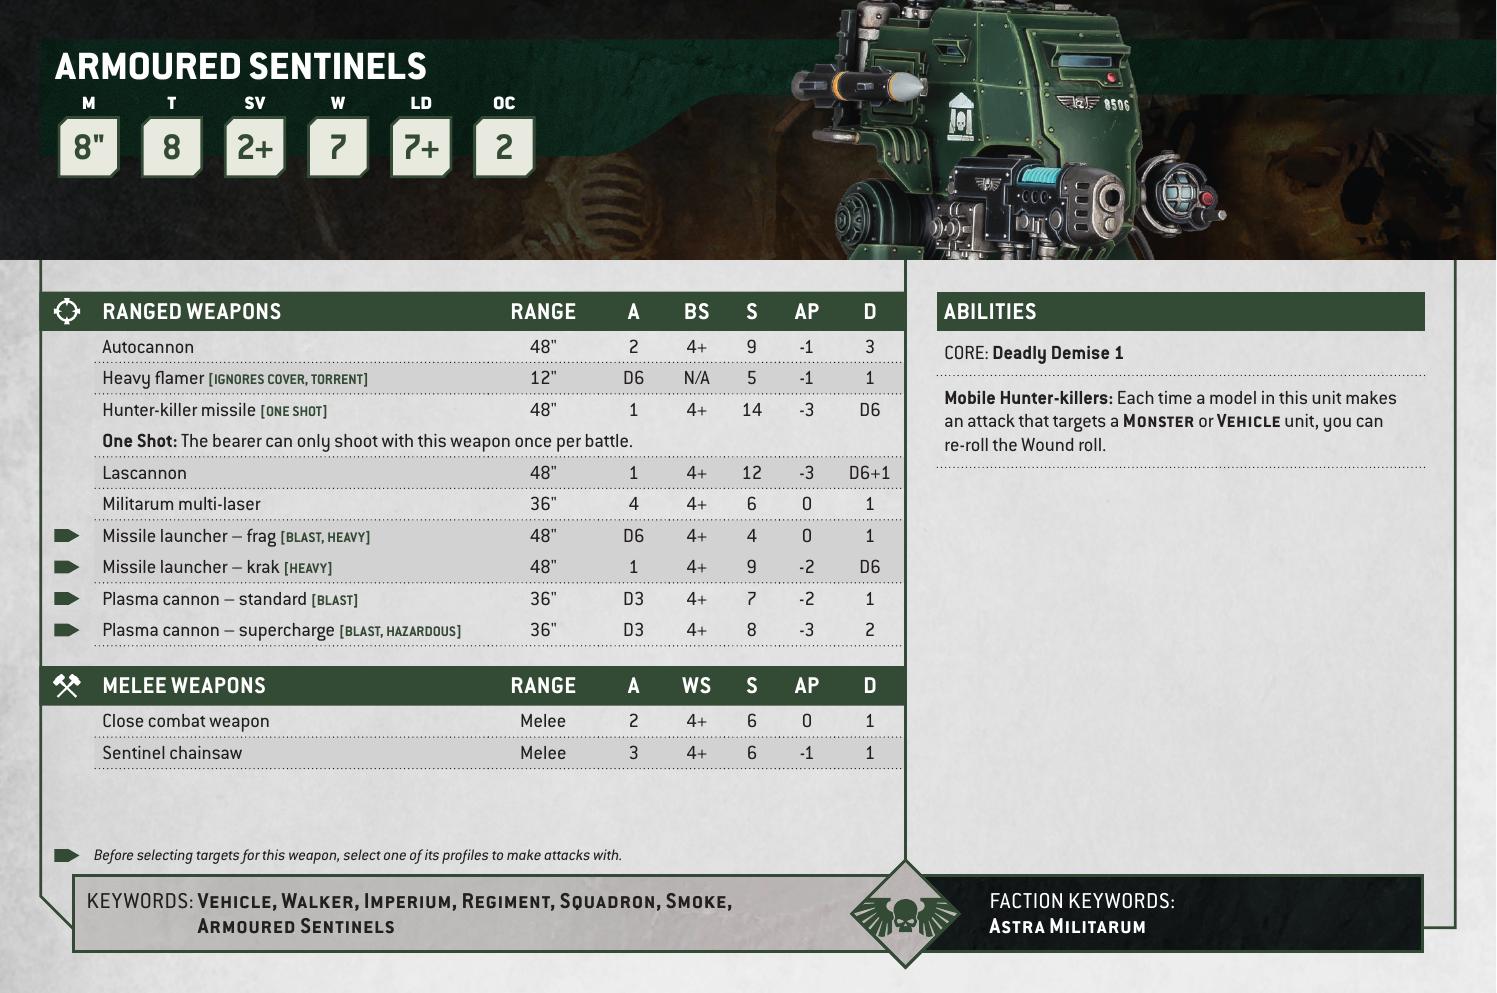 ARMOURED SENTINELS
M T SV W LD OC
8" 8 2+ 7 7+ 2
8506
RANGED WEAPONS RANGE A BS S AP D
Autocannon 48" 2 4+ 9 -1 3
Heavy flamer [IGNORES COVER, TORRENT] 12" D6 N/A 5 -1 1
Hunter-killer missile [ONE SHOT] 48" 1 4+ 14 -3 D6
One Shot: The bearer can only shoot with this weapon once per battle.
Lascannon 48" 1 4+ 12 -3 D6+1
Militarum multi-laser 36" 4 4+ 6 0 1
Missile launcher – frag [BLAST, HEAVY] 48" D6 4+ 4 0 1
Missile launcher – krak [HEAVY] 48" 1 4+ 9 -2 D6
Plasma cannon – standard [BLAST] 36" D3 4+ 7 -2 1
Plasma cannon – supercharge [BLAST, HAZARDOUS] 36" D3 4+ 8 -3 2
MELEE WEAPONS RANGE A WS S AP D
Close combat weapon Melee 2 4+ 6 0 1
Sentinel chainsaw Melee 3 4+ 6 -1 1
Before selecting targets for this weapon, select one of its profiles to make attacks with.
ABILITIES
CORE: Deadly Demise 1
Mobile Hunter-killers: Each time a model in this unit makes
an attack that targets a MONSTER or VEHICLE unit, you can
re-roll the Wound roll.
KEYWORDS: VEHICLE, WALKER, IMPERIUM, REGIMENT, SQUADRON, SMOKE,
ARMOURED SENTINELS
FACTION KEYWORDS:
ASTRA MILITARUM